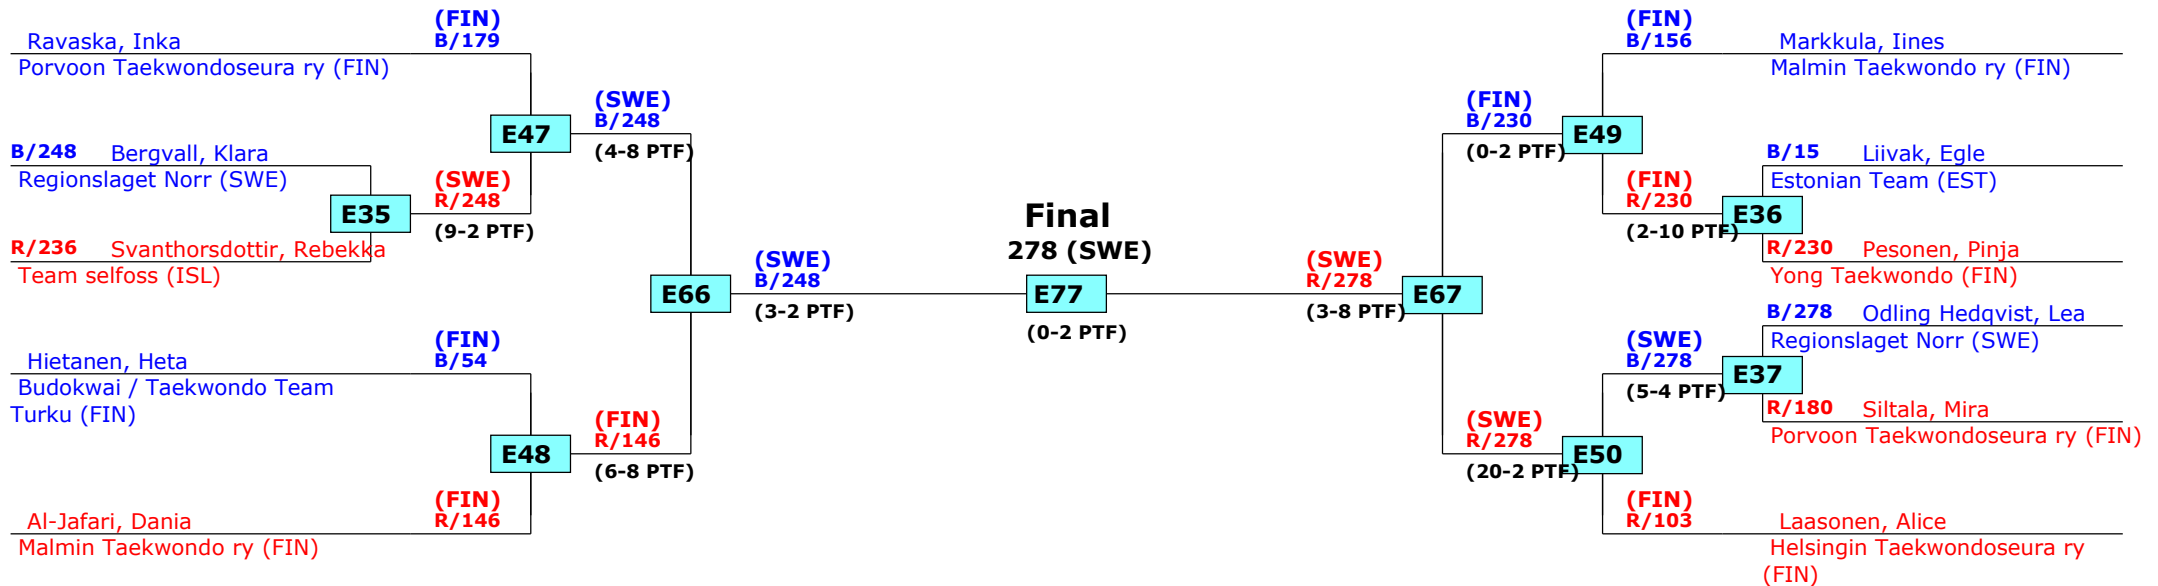 (FIN)
B/179
Ravaska, Inka
Porvoon Taekwondoseura ry (FIN)
B/248 Bergvall, Klara
Regionslaget Norr (SWE)
R/236 Svanthorsdottir, Rebekka
Team selfoss (ISL)
E35
(SWE)
R/248
(9-2 PTF)
E47
(SWE)
B/248
(4-8 PTF)
(FIN)
B/54
Hietanen, Heta
Budokwai / Taekwondo Team
Turku (FIN)
E48
(FIN)
R/146
(6-8 PTF)
(FIN)
R/146
Al-Jafari, Dania
Malmin Taekwondo ry (FIN)
E66
(SWE)
B/248
(3-2 PTF)
Final
278 (SWE)
E77
(0-2 PTF)
(SWE)
R/278
(3-8 PTF)
E67
(FIN)
B/230
(0-2 PTF)
E49
(FIN)
B/156
Markkula, Iines
Malmin Taekwondo ry (FIN)
(FIN)
R/230
(2-10 PTF)
E36
B/15 Liivak, Egle
Estonian Team (EST)
R/230 Pesonen, Pinja
Yong Taekwondo (FIN)
B/278 Odling Hedqvist, Lea
Regionslaget Norr (SWE)
(SWE)
B/278
(5-4 PTF)
E37
R/180 Siltala, Mira
Porvoon Taekwondoseura ry (FIN)
(SWE)
R/278
(20-2 PTF)
E50
(FIN)
R/103
Laasonen, Alice
Helsingin Taekwondoseura ry
(FIN)